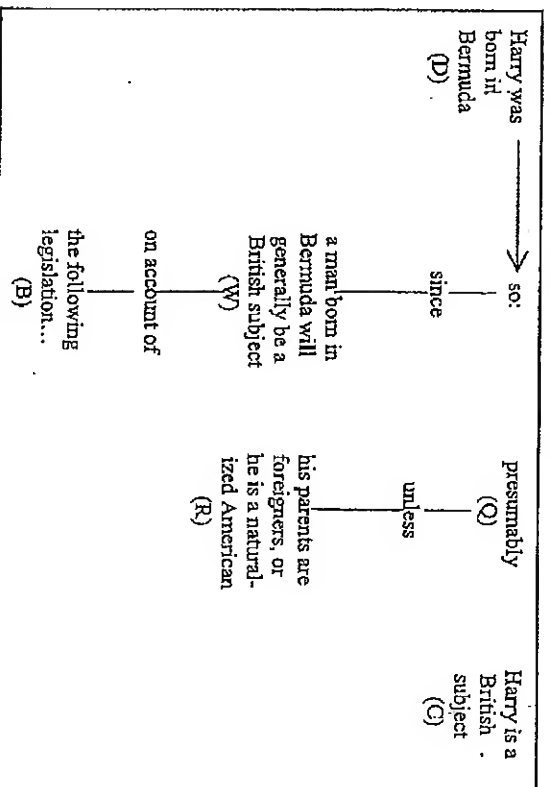 Harry was
born in
Bermuda
(D)
so:
since
a man born in
Bermuda will
generally be a
British subject
(W)
on account of
the following
legislation...
(B)
presumably
(Q)
unless
his parents are
foreigners, or
he is a natural-
ized American
(R)
Harry is a
British
subject
(C)